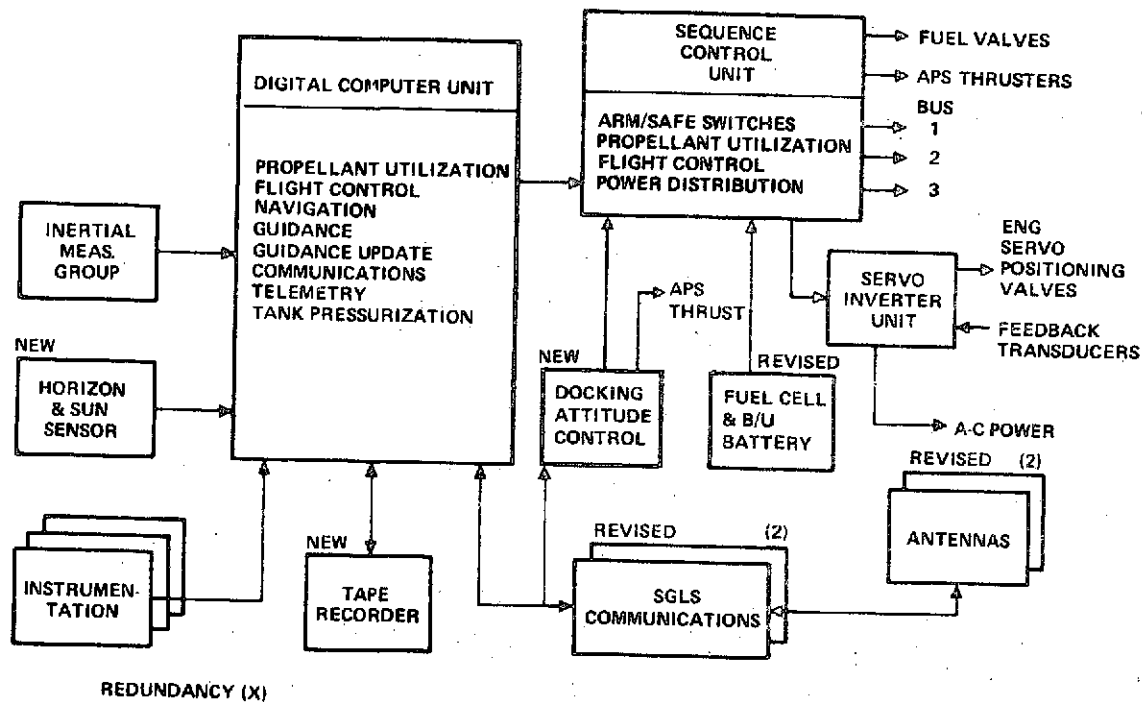 SEQUENCE
CONTROL
UNIT
FUEL VALVES
APS THRUSTERS
BUS
1
2
3
ARM/SAFE SWITCHES
PROPELLANT UTILIZATION
FLIGHT CONTROL
POWER DISTRIBUTION
DIGITAL COMPUTER UNIT
PROPELLANT UTILIZATION
FLIGHT CONTROL
NAVIGATION
GUIDANCE
GUIDANCE UPDATE
COMMUNICATIONS
TELEMETRY
TANK PRESSURIZATION
INERTIAL
MEAS.
GROUP
NEW
HORIZON
& SUN
SENSOR
INSTRUMEN-
TATION
NEW
TAPE
RECORDER
APS
THRUST
NEW
DOCKING
ATTITUDE
CONTROL
REVISED
FUEL CELL
& B/U
BATTERY
SERVO
INVERTER
UNIT
ENG
SERVO
POSITIONING
VALVES
FEEDBACK
TRANSDUCERS
A-C POWER
REVISED (2)
ANTENNAS
REVISED (2)
SGLS
COMMUNICATIONS
REDUNDANCY (X)